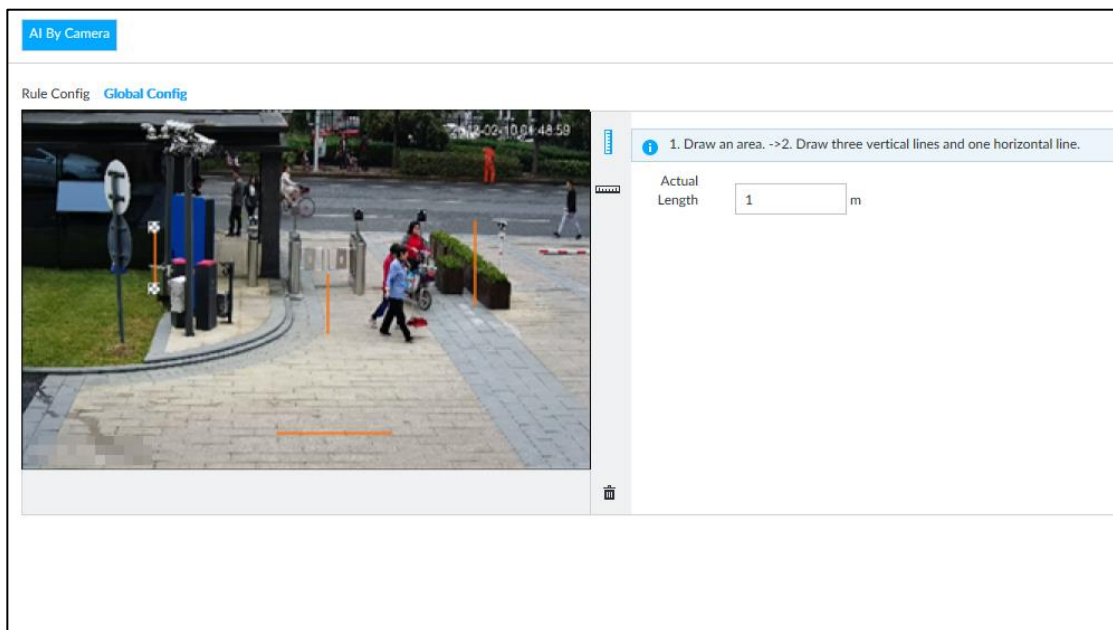 AI By Camera
Rule Config Global Config
1. Draw an area. ->2. Draw three vertical lines and one horizontal line.
Actual
Length
1 m